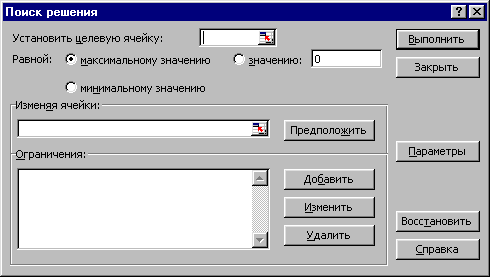 Поиск решения
Установить целевую ячейку:
Выполнить
Равной: максимальному значению значению: 0
Закрыть
минимальному значению
Изменяя ячейки:
Предположить
Ограничения:
Параметры
Добавить
Изменить
Восстановить
Удалить
Справка